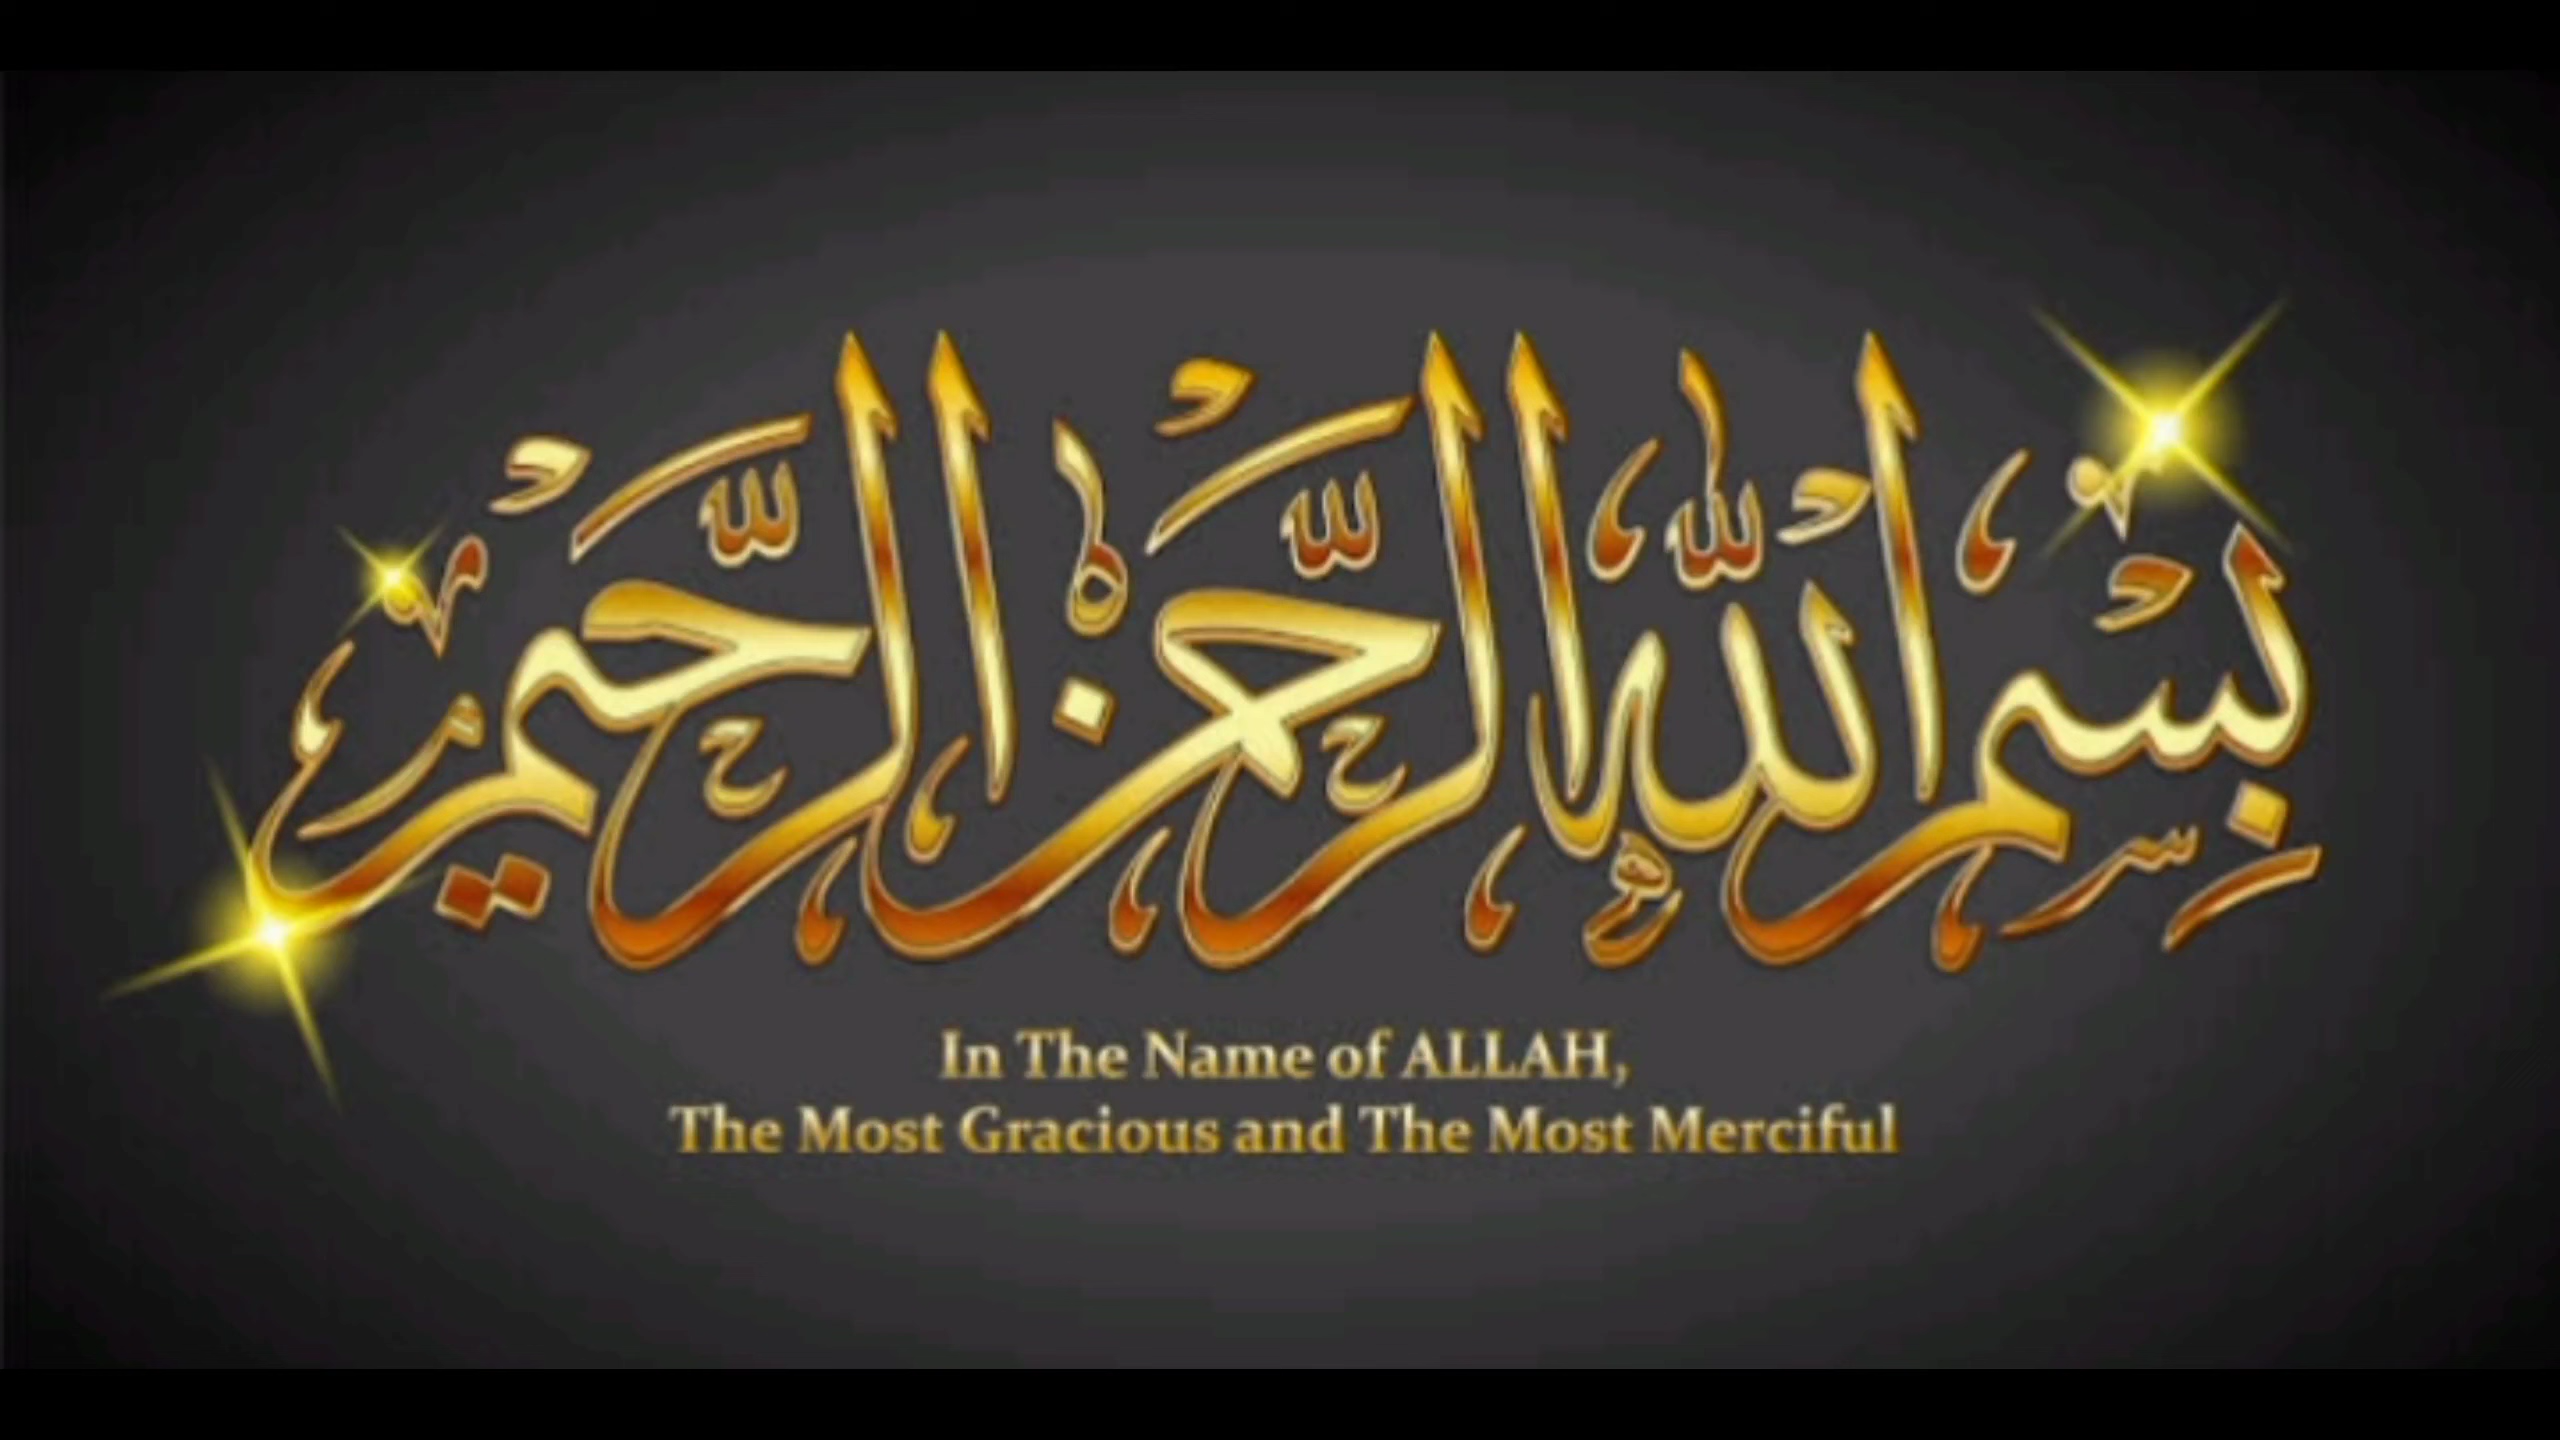 بِسْمِ اللَّهِ الرَّحْمَٰنِ الرَّحِيمِ
In The Name of ALLAH,
The Most Gracious and The Most Merciful